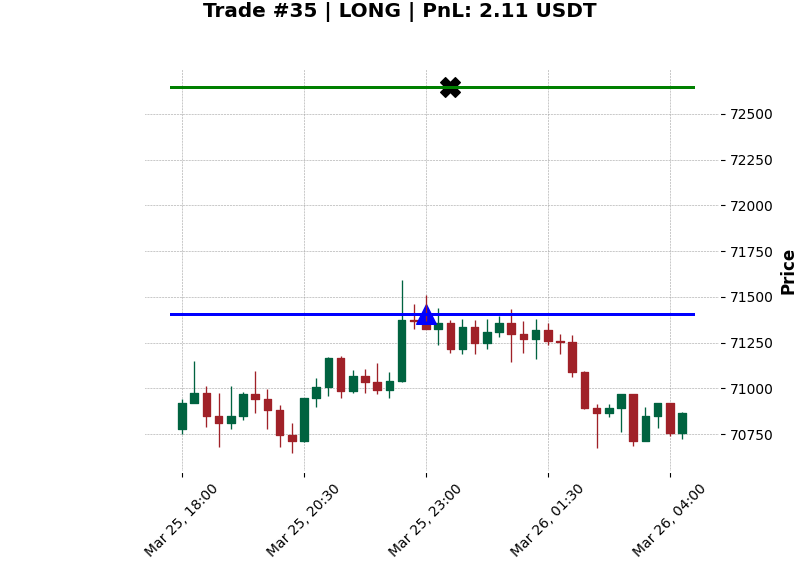 Trade #35 | LONG | PnL: 2.11 USDT
72500
72250
72000
71750
71500
71250
71000
70750
Price
Mar 25, 18:00
Mar 25, 20:30
Mar 25, 23:00
Mar 26, 01:30
Mar 26, 04:00